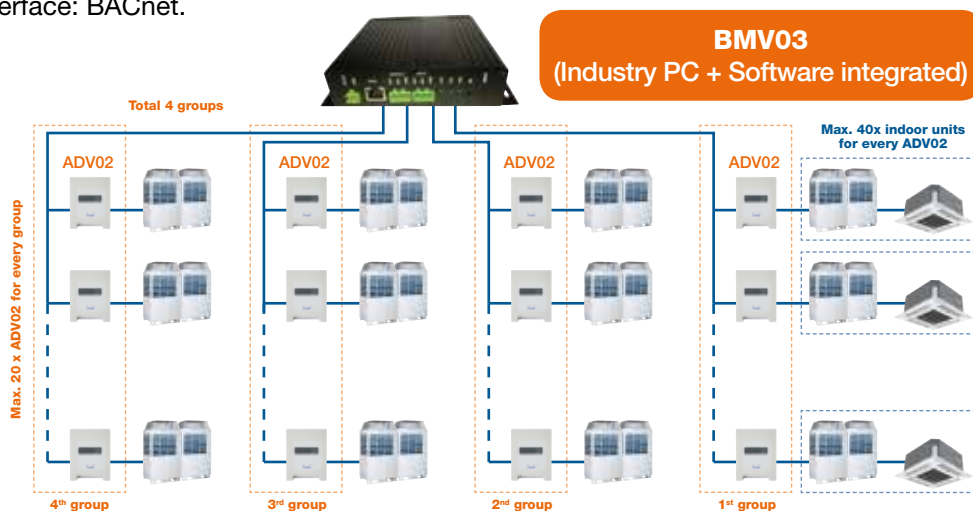 BACnet.
BMV03
(Industry PC + Software integrated)
Total 4 groups
Max. 40x indoor units
for every ADV02
ADV02
ADV02
ADV02
ADV02
Max. 20 x ADV02 for every group
4th group
3rd group
2nd group
1st group